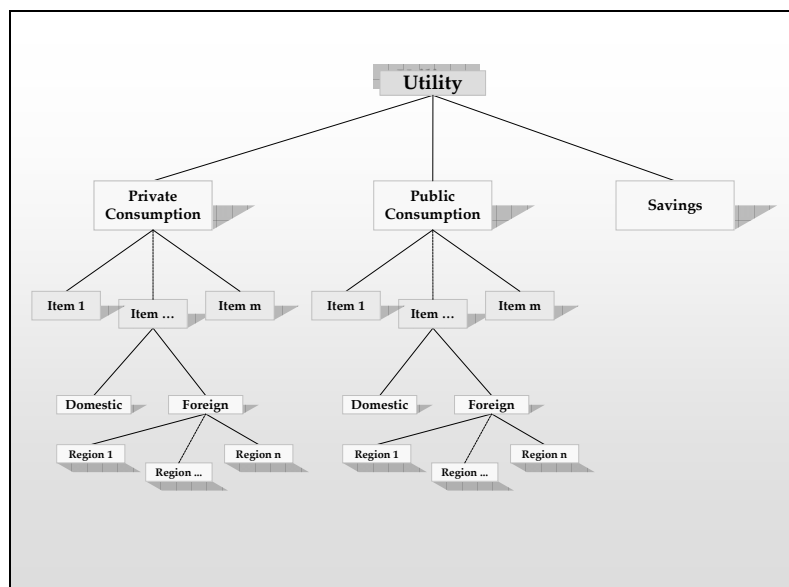 Utility
Private
Consumption
Public
Consumption
Savings
Item 1
Item ...
Item m
Item 1
Item ...
Item m
Domestic
Foreign
Domestic
Foreign
Region 1
Region ...
Region n
Region 1
Region ...
Region n